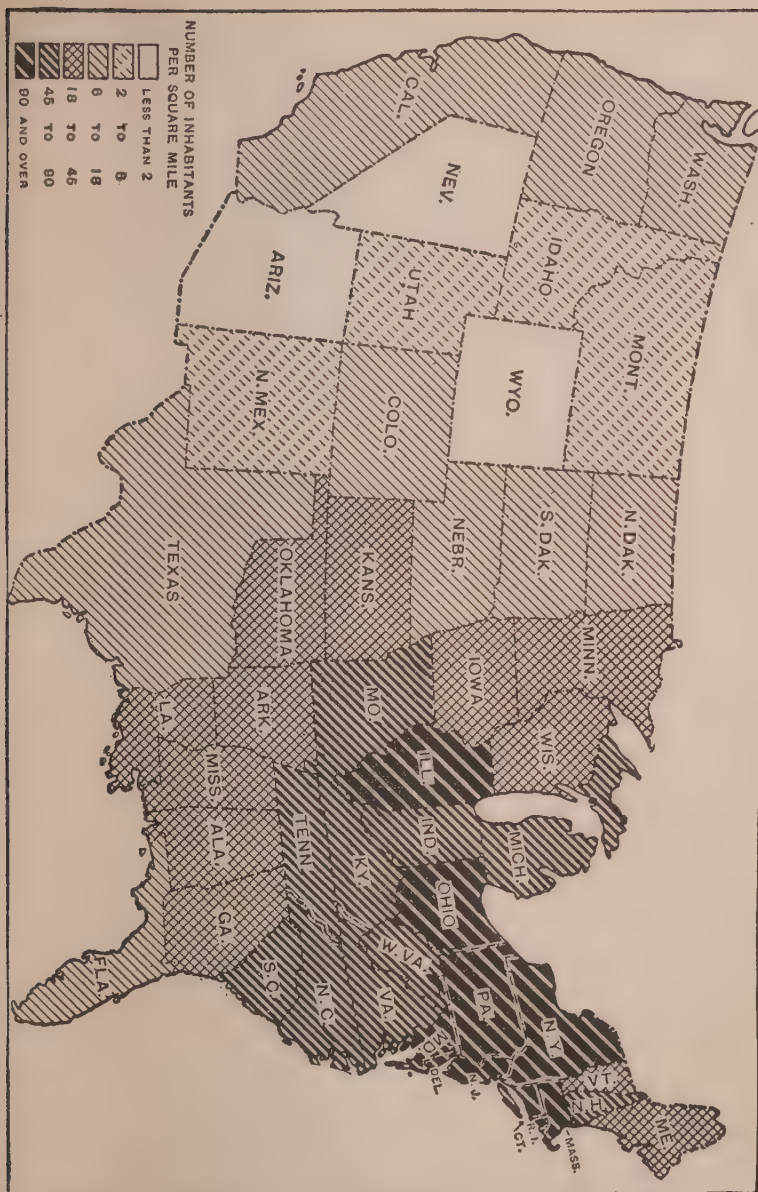 WASH.
OREGON
CAL.
NEV.
IDAHO
MONT.
WYO.
UTAH
COLO.
ARIZ.
N. MEX
N. DAK.
S. DAK.
NEBR.
KANS.
OKLAHOMA
TEXAS
MINN.
IOWA
MO.
ARK.
LA.
WIS.
ILL.
MICH.
IND.
OHIO
KY.
TENN
MISS.
ALA.
GA.
FLA.
S.C.
N.C.
VA.
W.VA.
PA.
N.Y.
VT.
ME.
MASS.
R.I.
CT.
N.J.
DEL
NUMBER OF INHABITANTS
PER SQUARE MILE
LESS THAN 2
2 TO 6
6 TO 18
18 TO 45
45 TO 90
90 AND OVER